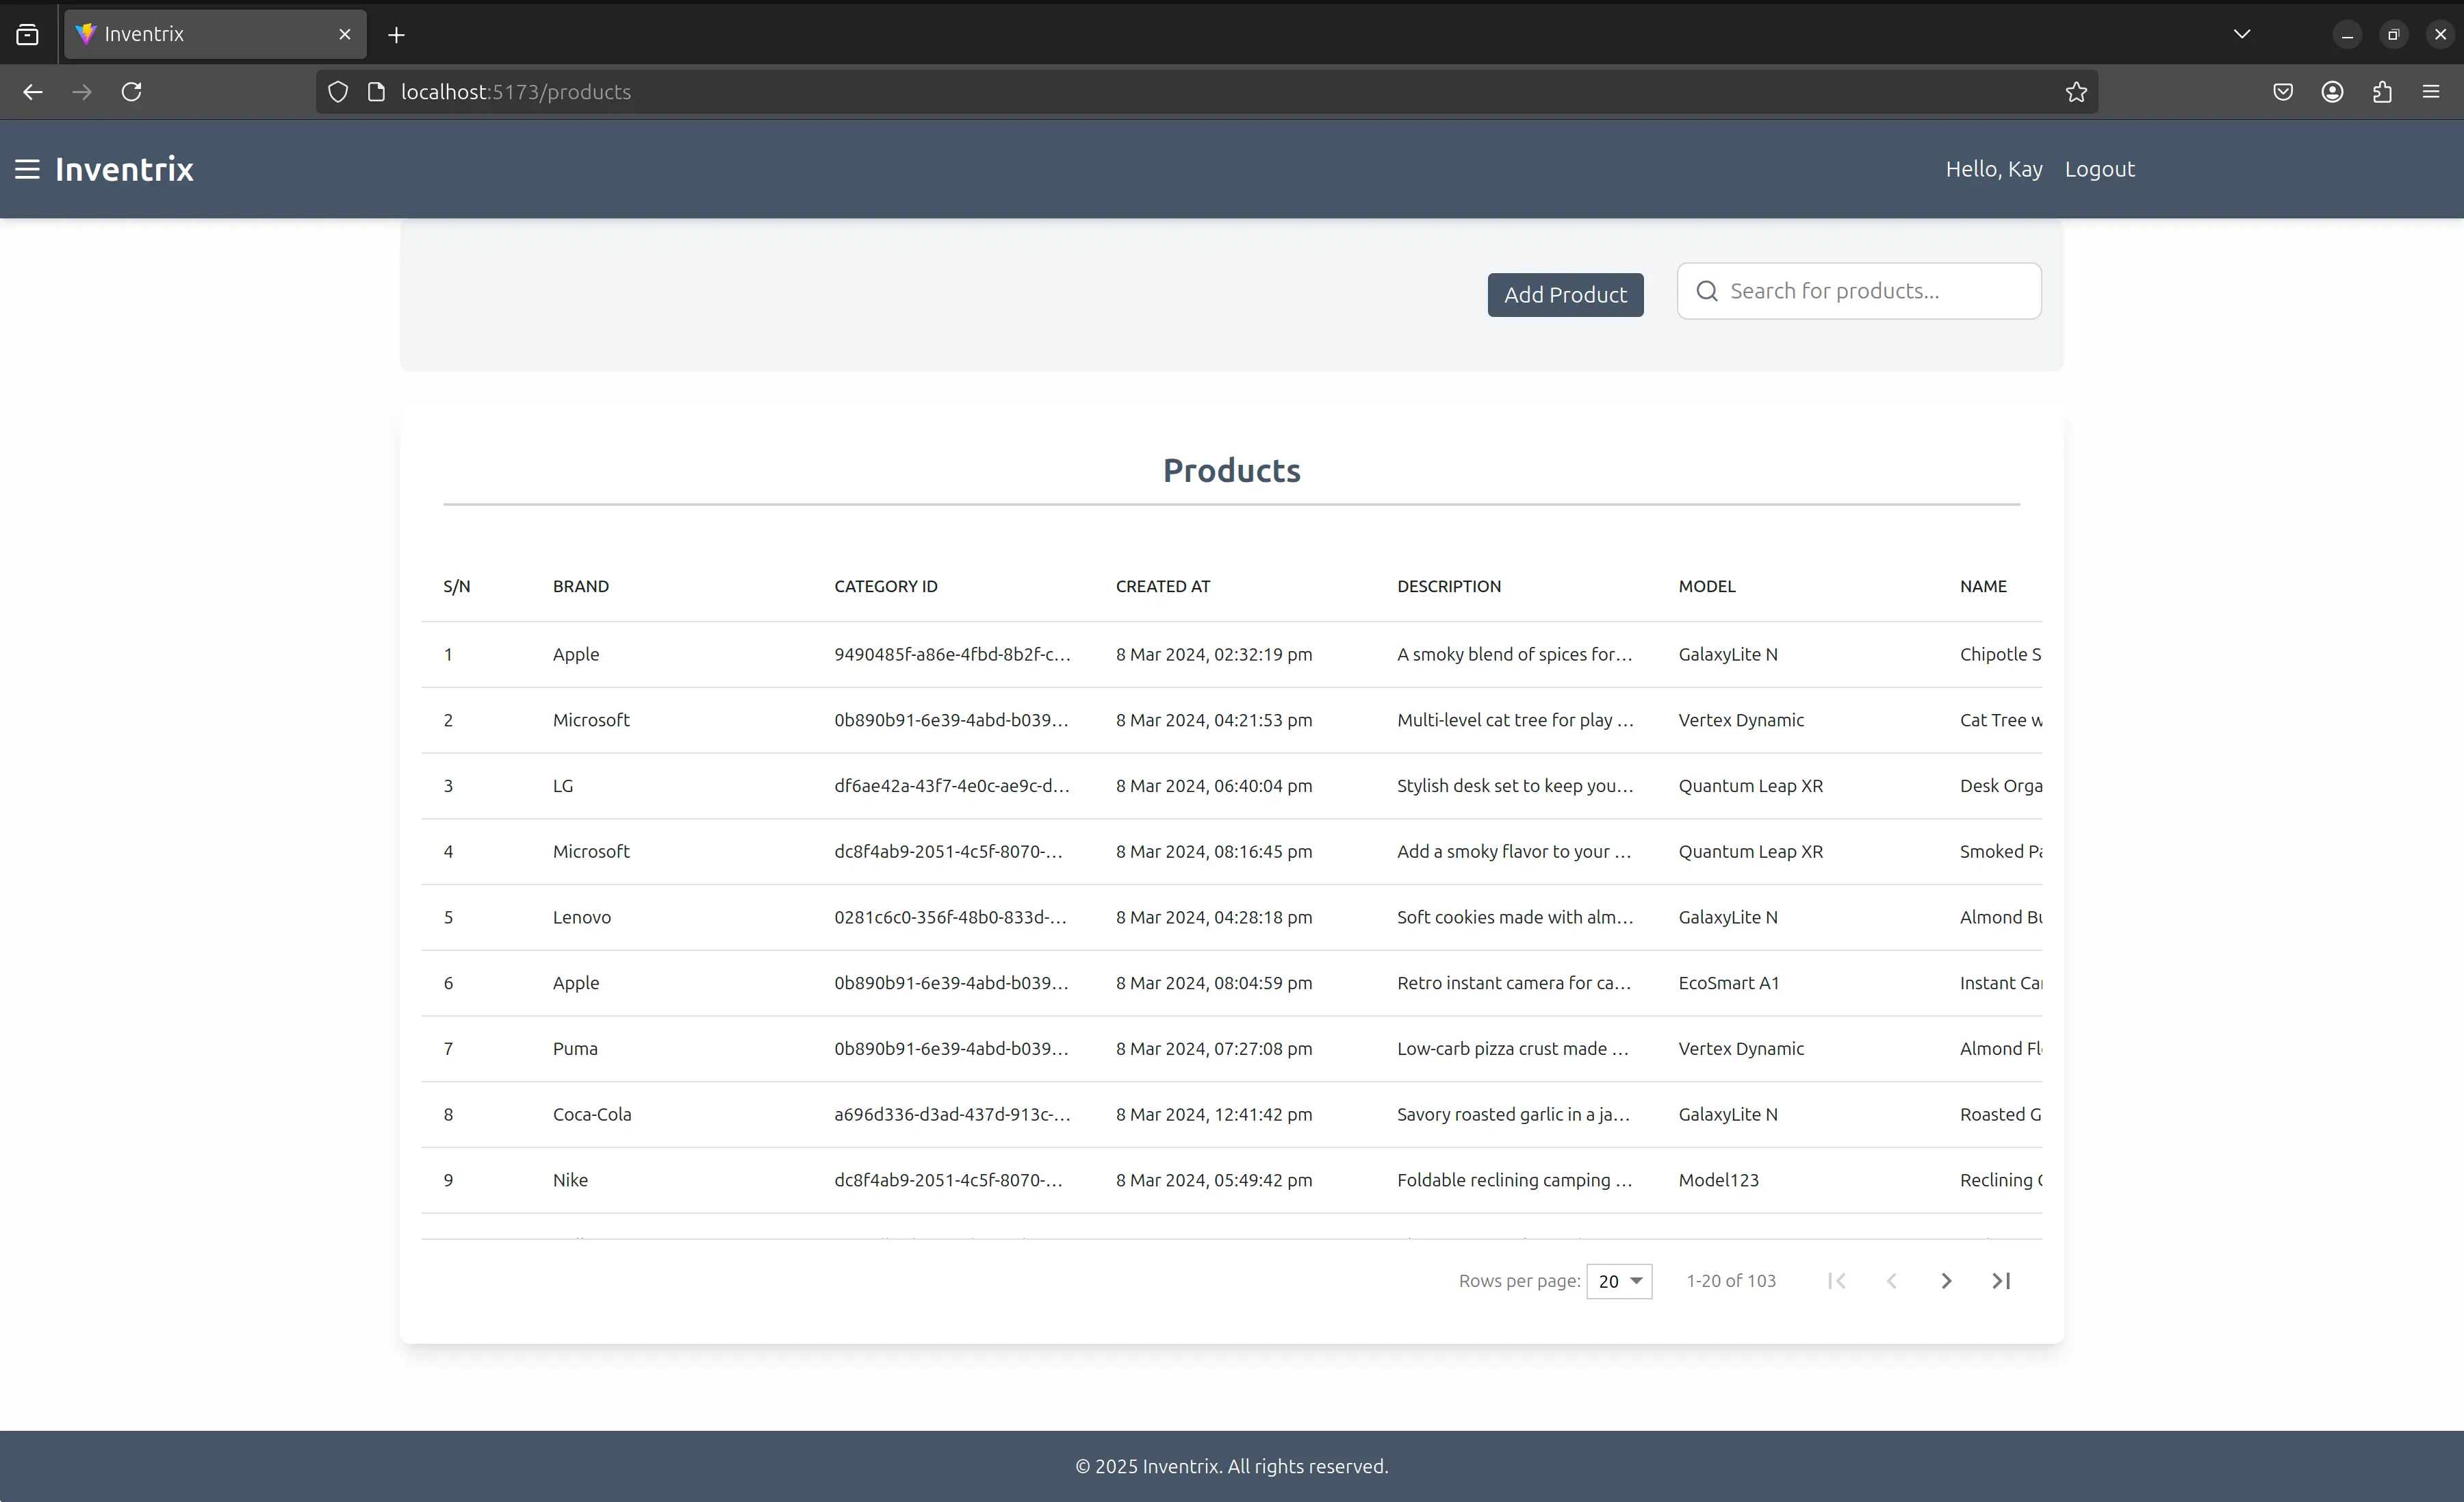 Inventrix
localhost:5173/products
Inventrix
Hello, Kay Logout
Add Product
Search for products...
Products
S/N BRAND CATEGORY ID CREATED AT DESCRIPTION MODEL NAME
1 Apple 9490485f-a86e-4fbd-8b2f-c... 8 Mar 2024, 02:32:19 pm A smoky blend of spices for... GalaxyLite N Chipotle S
2 Microsoft 0b890b91-6e39-4abd-b039... 8 Mar 2024, 04:21:53 pm Multi-level cat tree for play ... Vertex Dynamic Cat Tree w
3 LG df6ae42a-43f7-4e0c-ae9c-d... 8 Mar 2024, 06:40:04 pm Stylish desk set to keep you... Quantum Leap XR Desk Orga
4 Microsoft dc8f4ab9-2051-4c5f-8070-... 8 Mar 2024, 08:16:45 pm Add a smoky flavor to your ... Quantum Leap XR Smoked Pa
5 Lenovo 0281c6c0-356f-48b0-833d-... 8 Mar 2024, 04:28:18 pm Soft cookies made with alm... GalaxyLite N Almond Bu
6 Apple 0b890b91-6e39-4abd-b039... 8 Mar 2024, 08:04:59 pm Retro instant camera for ca... EcoSmart A1 Instant Ca
7 Puma 0b890b91-6e39-4abd-b039... 8 Mar 2024, 07:27:08 pm Low-carb pizza crust made ... Vertex Dynamic Almond Fl
8 Coca-Cola a696d336-d3ad-437d-913c-... 8 Mar 2024, 12:41:42 pm Savory roasted garlic in a ja... GalaxyLite N Roasted G
9 Nike dc8f4ab9-2051-4c5f-8070-... 8 Mar 2024, 05:49:42 pm Foldable reclining camping ... Model123 Reclining
Rows per page: 20 1-20 of 103
© 2025 Inventrix. All rights reserved.